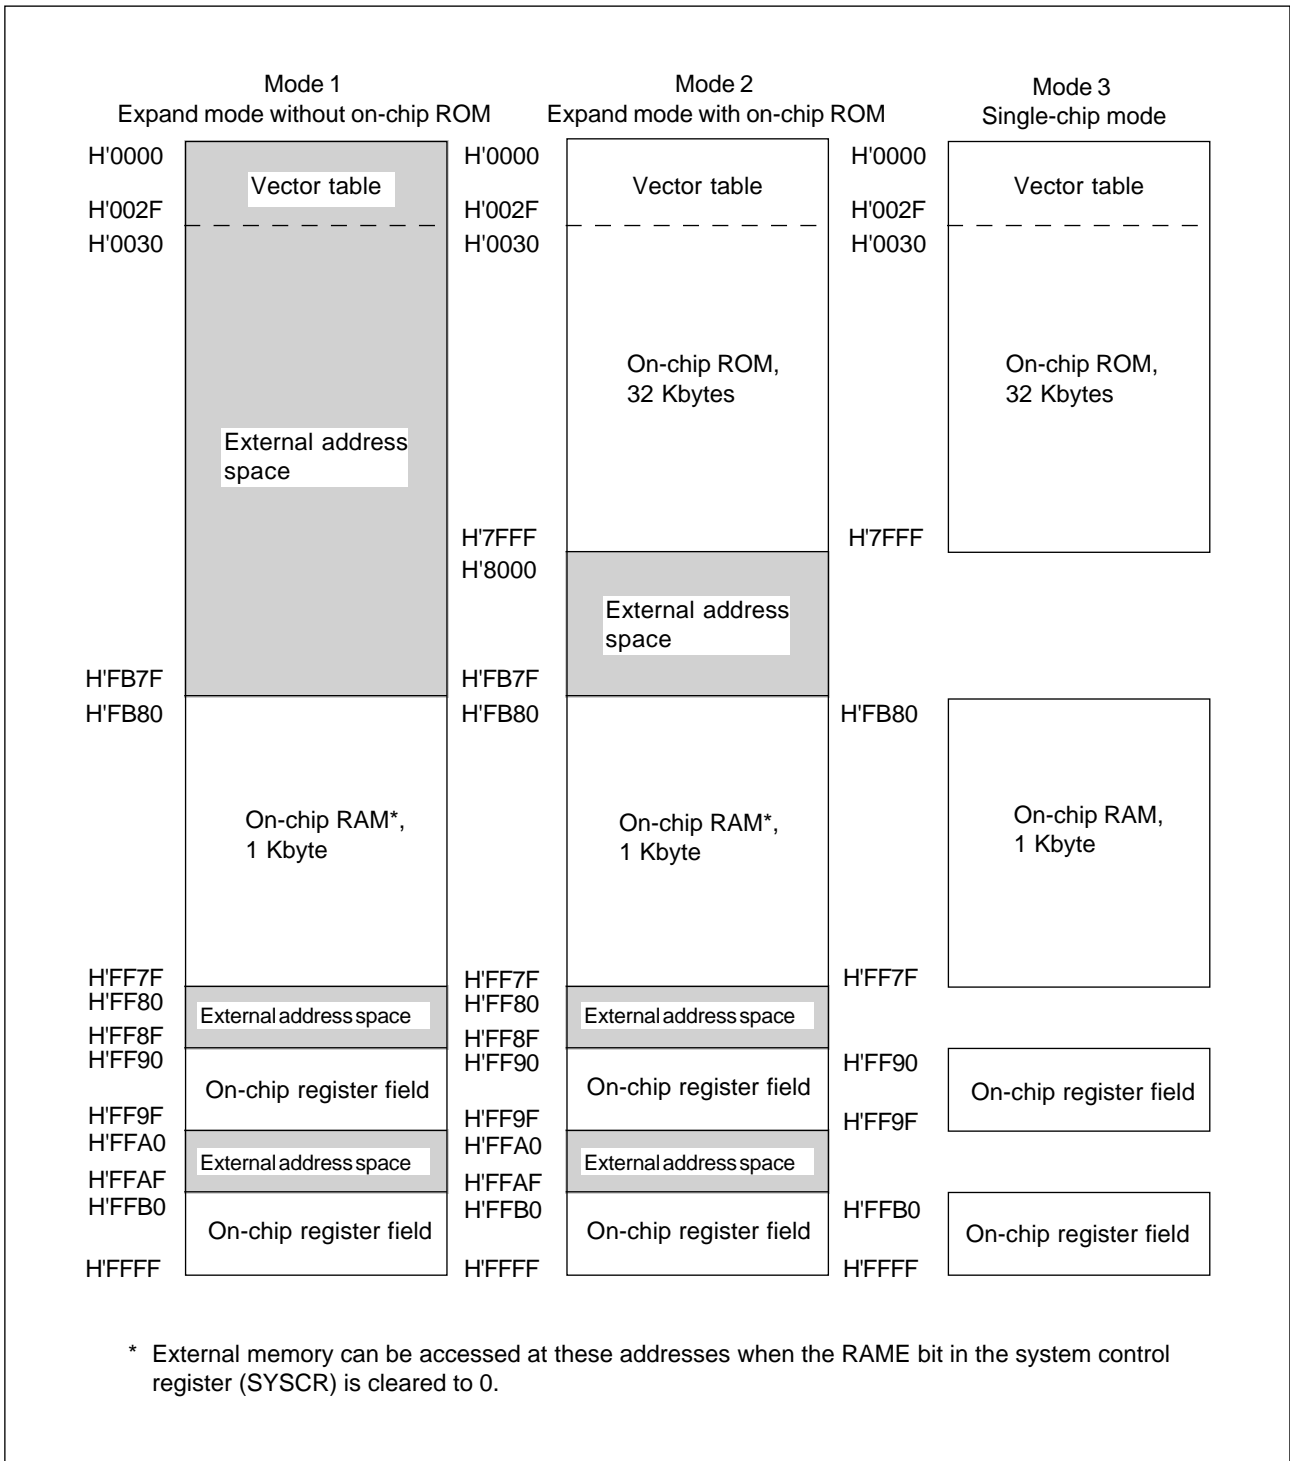 Mode 1
Expand mode without on-chip ROM
H'0000
Vector table
H'002F
H'0030
External address
space
H'FB7F
H'FB80
On-chip RAM*,
1 Kbyte
H'FF7F
H'FF80
External address space
H'FF8F
H'FF90
On-chip register field
H'FF9F
H'FFA0
External address space
H'FFAF
H'FFB0
On-chip register field
H'FFFF
Mode 2
Expand mode with on-chip ROM
H'0000
Vector table
H'002F
H'0030
On-chip ROM,
32 Kbytes
H'7FFF
H'8000
External address
space
H'FB7F
H'FB80
On-chip RAM*,
1 Kbyte
H'FF7F
H'FF80
External address space
H'FF8F
H'FF90
On-chip register field
H'FF9F
H'FFA0
External address space
H'FFAF
H'FFB0
On-chip register field
H'FFFF
Mode 3
Single-chip mode
H'0000
Vector table
H'002F
H'0030
On-chip ROM,
32 Kbytes
H'7FFF
H'FB80
On-chip RAM,
1 Kbyte
H'FF7F
H'FF90
On-chip register field
H'FF9F
H'FFB0
On-chip register field
H'FFFF
* External memory can be accessed at these addresses when the RAME bit in the system control
register (SYSCR) is cleared to 0.